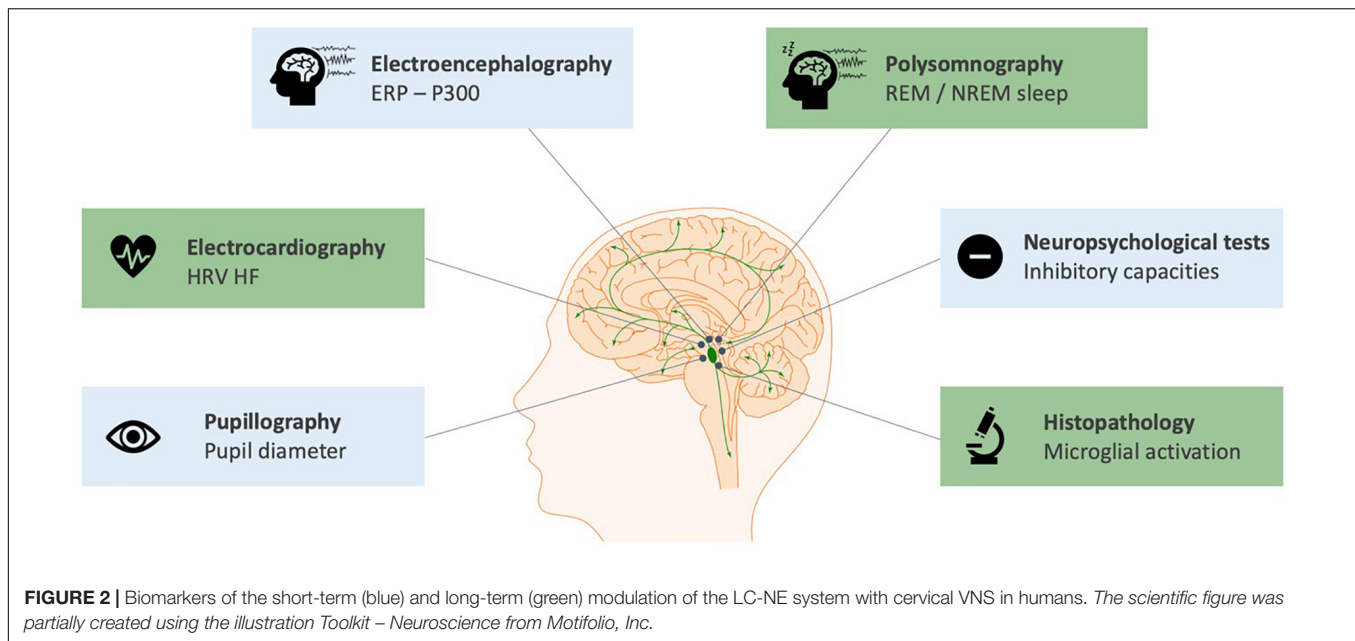 Electroencephalography
ERP – P300
z z
z
Polysomnography
REM / NREM sleep
Electrocardiography
HRV HF
Neuropsychological tests
Inhibitory capacities
Pupillography
Pupil diameter
Histopathology
Microglial activation
FIGURE 2 | Biomarkers of the short-term (blue) and long-term (green) modulation of the LC-NE system with cervical VNS in humans. The scientific figure was
partially created using the illustration Toolkit – Neuroscience from Motifolio, Inc.